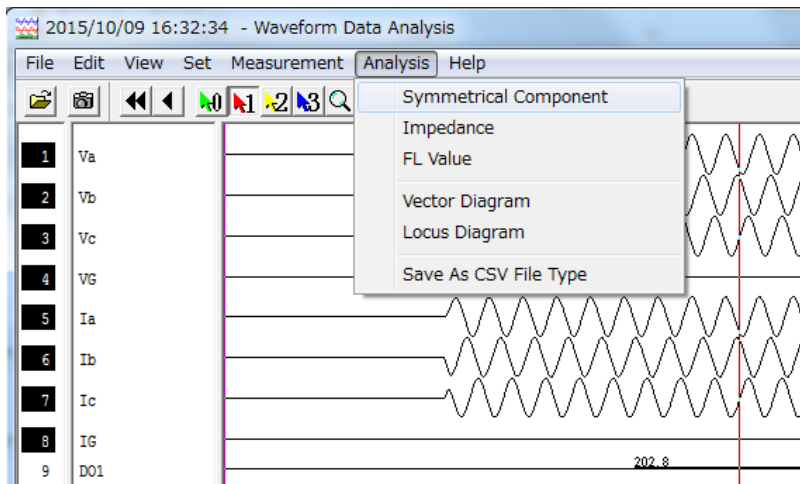 2015/10/09 16:32:34 - Waveform Data Analysis
File Edit View Set Measurement Analysis Help
0 1 2 3
Symmetrical Component
Impedance
FL Value
Vector Diagram
Locus Diagram
Save As CSV File Type
1 Va
2 Vb
3 Vc
4 VG
5 Ia
6 Ib
7 Ic
8 IG
9 DO1
202.8